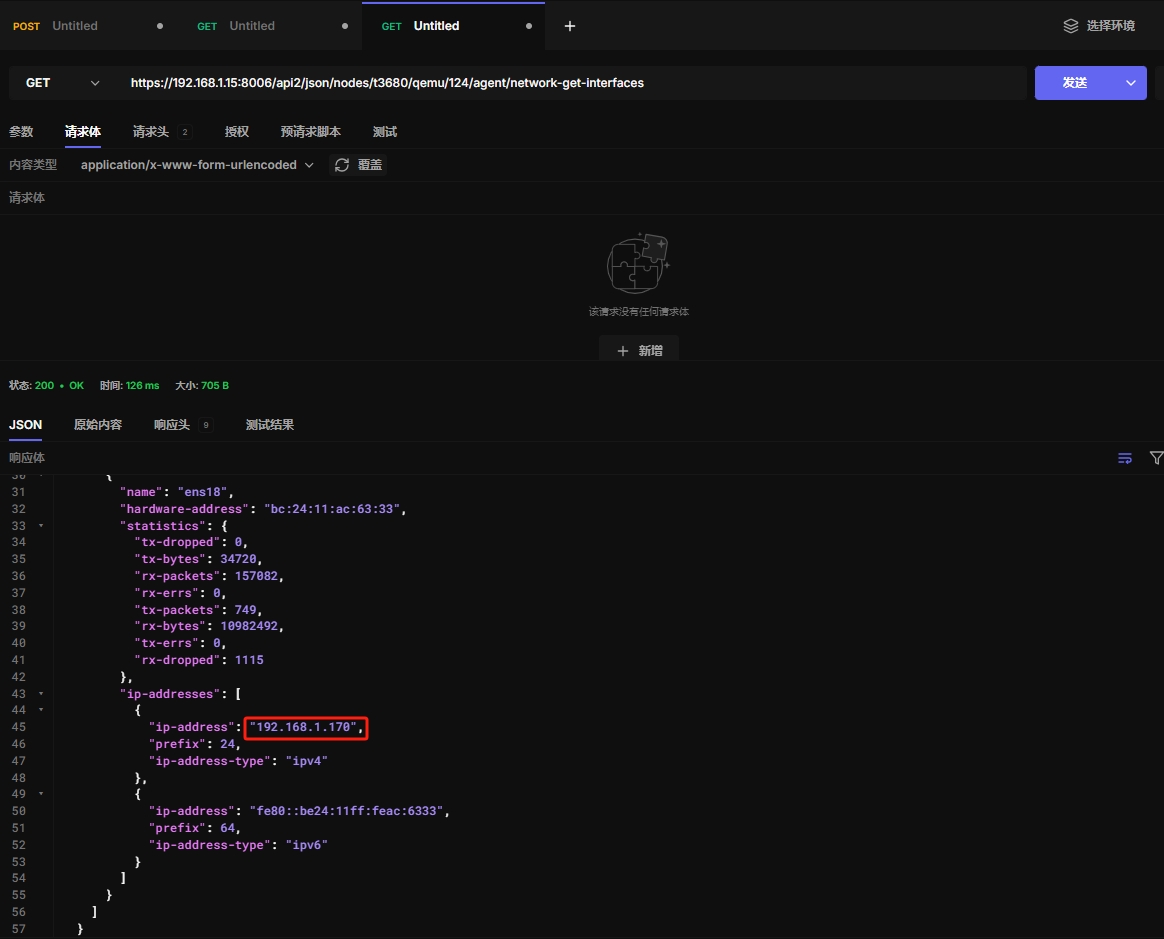 POST Untitled GET Untitled GET Untitled 选择环境
GET https://192.168.1.15:8006/api2/json/nodes/t3680/qemu/124/agent/network-get-interfaces 发送
参数 请求体 请求头 2 授权 预请求脚本 测试
内容类型 application/x-www-form-urlencoded 覆盖
请求体
该请求没有任何请求体
新增
状态: 200 • OK 时间: 126 ms 大小: 705 B
JSON 原始内容 响应头 9 测试结果
响应体
30 {
31 "name": "ens18",
32 "hardware-address": "bc:24:11:ac:63:33",
33 "statistics": {
34 "tx-dropped": 0,
35 "tx-bytes": 34720,
36 "rx-packets": 157082,
37 "rx-errs": 0,
38 "tx-packets": 749,
39 "rx-bytes": 10982492,
40 "tx-errs": 0,
41 "rx-dropped": 1115
42 },
43 "ip-addresses": [
44 {
45 "ip-address": "192.168.1.170",
46 "prefix": 24,
47 "ip-address-type": "ipv4"
48 },
49 {
50 "ip-address": "fe80::be24:11ff:feac:6333",
51 "prefix": 64,
52 "ip-address-type": "ipv6"
53 }
54 ]
55 }
56 ]
57 }